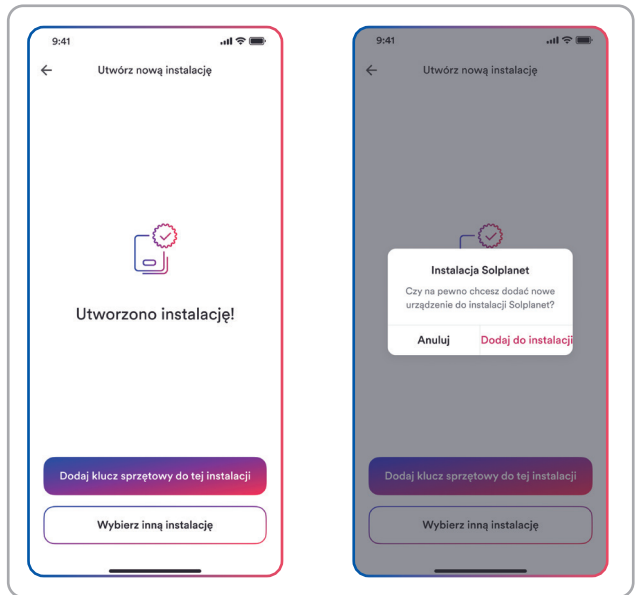 9:41
Utwórz nową instalację
Utworzono instalację!
Dodaj klucz sprzętowy do tej instalacji
Wybierz inną instalację
9:41
Utwórz nową instalację
Instalacja Solplanet
Czy na pewno chcesz dodać nowe
urządzenie do instalacji Solplanet?
Anuluj Dodaj do instalacji
Dodaj klucz sprzętowy do tej instalacji
Wybierz inną instalację